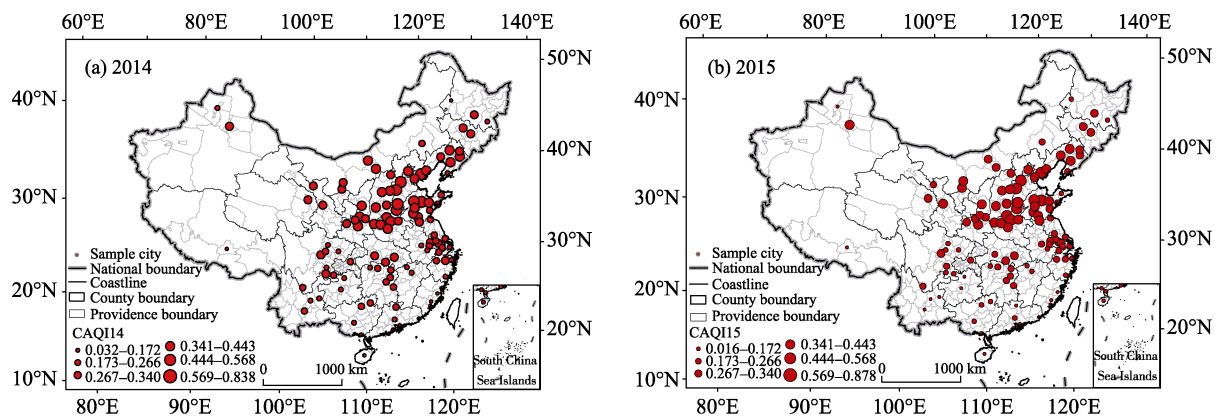 60°E 80°E 100°E 120°E 140°E
(a) 2014
50°N
40°N
40°N
30°N
30°N
20°N
20°N
10°N
80°E 90°E 100°E 110°E 120°E
Sample city
National boundary
Coastline
County boundary
Providence boundary
CAQI14
0.032–0.172
0.173–0.266
0.267–0.340
0.341–0.443
0.444–0.568
0.569–0.838
0 1000 km
South China
Sea Islands
60°E 80°E 100°E 120°E 140°E
(b) 2015
50°N
40°N
40°N
30°N
30°N
20°N
20°N
10°N
80°E 90°E 100°E 110°E 120°E
Sample city
National boundary
Coastline
County boundary
Providence boundary
CAQI15
0.016–0.172
0.173–0.266
0.267–0.340
0.341–0.443
0.444–0.568
0.569–0.878
0 1000 km
South China
Sea Islands